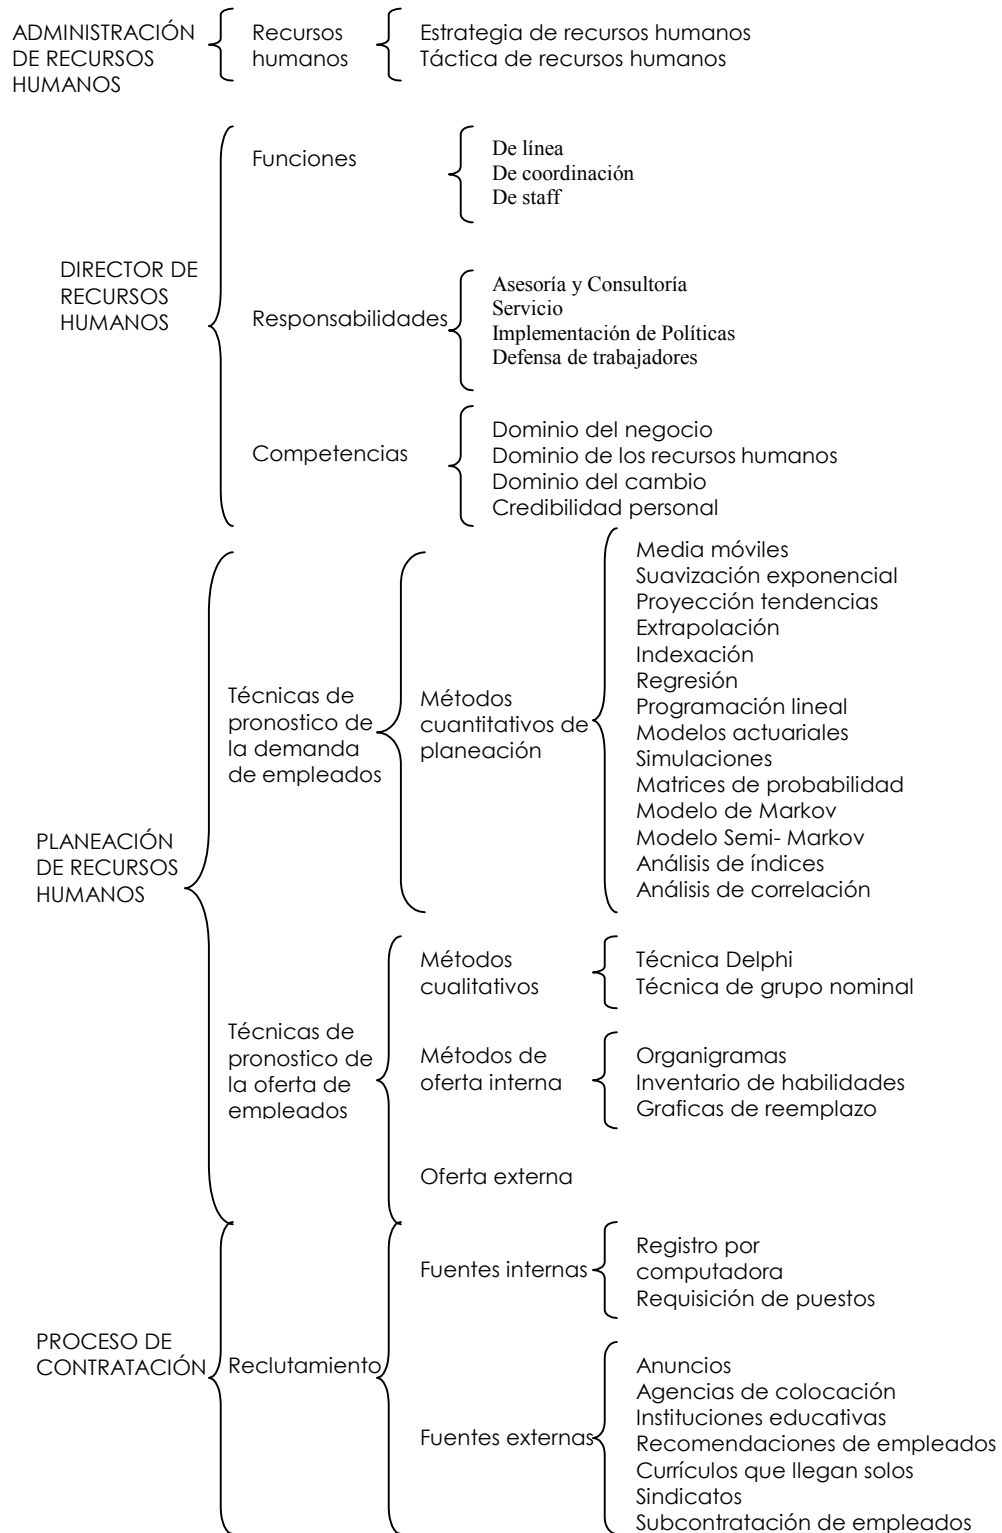 ADMINISTRACIÓN
DE RECURSOS
HUMANOS
Recursos
humanos
Estrategia de recursos humanos
Táctica de recursos humanos
DIRECTOR DE
RECURSOS
HUMANOS
Funciones
De línea
De coordinación
De staff
Responsabilidades
Asesoría y Consultoría
Servicio
Implementación de Políticas
Defensa de trabajadores
Competencias
Dominio del negocio
Dominio de los recursos humanos
Dominio del cambio
Credibilidad personal
PLANEACIÓN
DE RECURSOS
HUMANOS
Técnicas de
pronostico de
la demanda
de empleados
Métodos
cuantitativos de
planeación
Media móviles
Suavización exponencial
Proyección tendencias
Extrapolación
Indexación
Regresión
Programación lineal
Modelos actuariales
Simulaciones
Matrices de probabilidad
Modelo de Markov
Modelo Semi- Markov
Análisis de índices
Análisis de correlación
Técnicas de
pronostico de
la oferta de
empleados
Métodos
cualitativos
Técnica Delphi
Técnica de grupo nominal
Métodos de
oferta interna
Organigramas
Inventario de habilidades
Graficas de reemplazo
Oferta externa
PROCESO DE
CONTRATACIÓN
Reclutamiento
Fuentes internas
Registro por
computadora
Requisición de puestos
Fuentes externas
Anuncios
Agencias de colocación
Instituciones educativas
Recomendaciones de empleados
Currículos que llegan solos
Sindicatos
Subcontratación de empleados